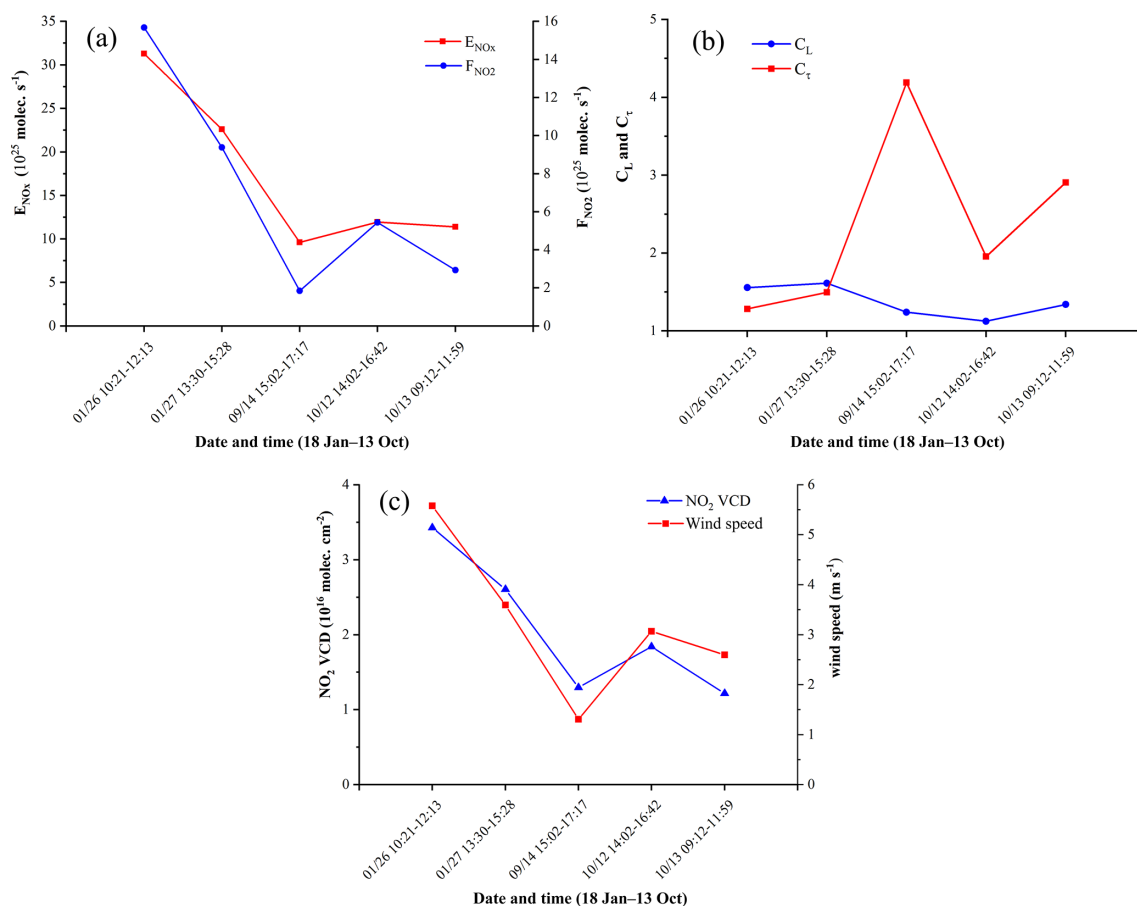 (a)
E_NOx
F_NO2
35
30
25
20
15
10
5
0
E_NOx (10^25 molec. s^-1)
16
14
12
10
8
6
4
2
0
F_NO2 (10^25 molec. s^-1)
01/26 10:21-12:13
01/27 13:30-15:28
09/14 15:02-17:17
10/12 14:02-16:42
10/13 09:12-11:59
Date and time (18 Jan–13 Oct)
(b)
C_L
C_τ
5
4
3
2
1
C_L and C_τ
01/26 10:21-12:13
01/27 13:30-15:28
09/14 15:02-17:17
10/12 14:02-16:42
10/13 09:12-11:59
Date and time (18 Jan–13 Oct)
(c)
NO₂ VCD
Wind speed
4
3
2
1
0
NO₂ VCD (10^16 molec. cm^-2)
6
5
4
3
2
1
0
wind speed (m s^-1)
01/26 10:21-12:13
01/27 13:30-15:28
09/14 15:02-17:17
10/12 14:02-16:42
10/13 09:12-11:59
Date and time (18 Jan–13 Oct)